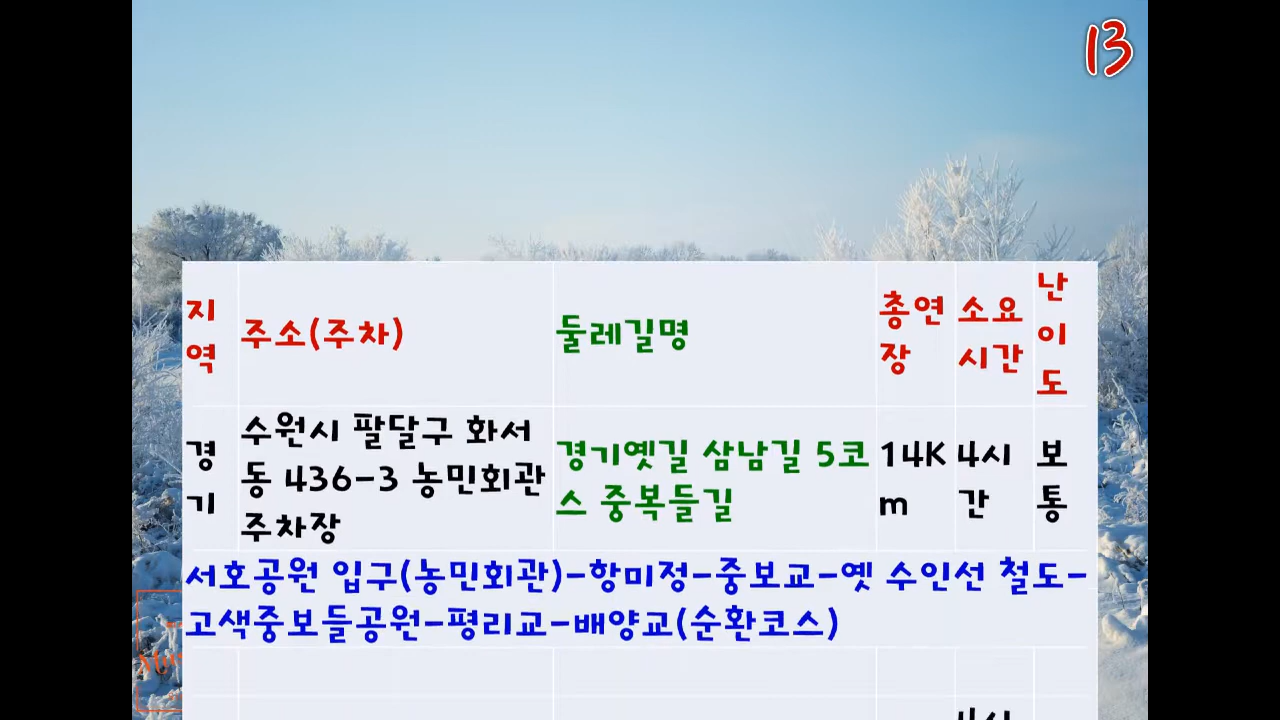 13
지역 주소(주차) 둘레길명 총연장 소요시간 난이도
경기 수원시 팔달구 화서동 436-3 농민회관 주차장 경기옛길 삼남길 5코스 중복들길 14Km 4시간 보통
서호공원 입구(농민회관)-항미정-중보교-옛 수인선 철도-
고색중보들공원-평리교-배양교(순환코스)